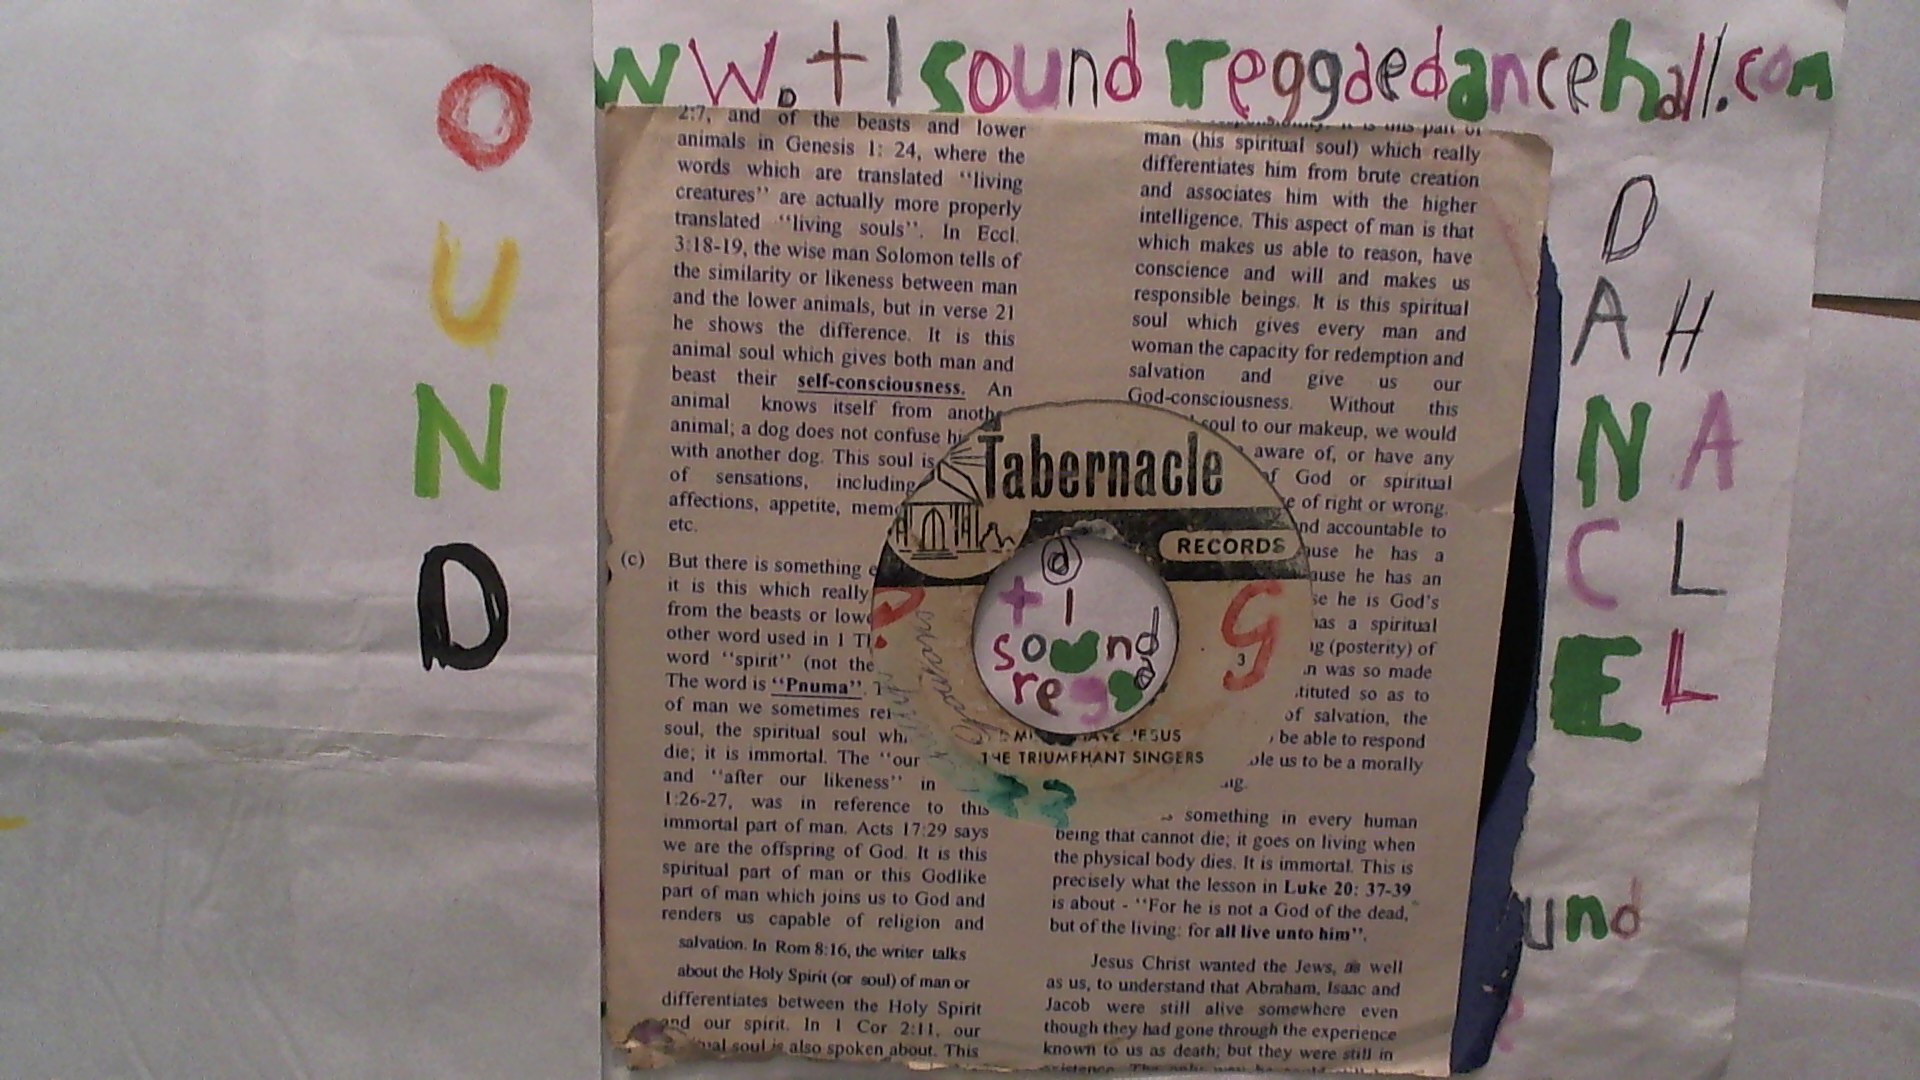 www.tlsoundreggaedancehall.com
O
U
N
D
2:7, and of the beasts and lower
animals in Genesis 1: 24, where the
words which are translated "living
creatures" are actually more properly
translated "living souls". In Eccl.
3:18-19, the wise man Solomon tells of
the similarity or likeness between man
and the lower animals, but in verse 21
he shows the difference. It is this
animal soul which gives both man and
beast their self-consciousness. An
animal knows itself from
animal; a dog does not confuse
with another dog. This soul is
of sensations, including
affections, appetite,
etc.
(c) But there is something
it is this which really
from the beasts or
other word used in 1
word "spirit" (not the
The word is "Pnuma".
of man we sometimes
soul, the spiritual soul
die; it is immortal. The "our
and "after our likeness" in
1:26-27, was in reference to this
immortal part of man. Acts 17:29 says
we are the offspring of God. It is this
spiritual part of man or this Godlike
part of man which joins us to God and
renders us capable of religion and
salvation. In Rom 8:16, the writer talks
about the Holy Spirit (or soul) of man or
differentiates between the Holy Spirit
and our spirit. In 1 Cor 2:11, our
soul is also spoken about. This
It is this part of
man (his spiritual soul) which really
differentiates him from brute creation
and associates him with the higher
intelligence. This aspect of man is that
which makes us able to reason, have
conscience and will and makes us
responsible beings. It is this spiritual
soul which gives every man and
woman the capacity for redemption and
salvation and give us our
God-consciousness. Without this
soul to our makeup, we would
aware of, or have any
of God or spiritual
of right or wrong.
accountable to
he has a
he has an
he is God's
has a spiritual
(posterity) of
was so made
so as to
of salvation, the
be able to respond
us to be a morally
something in every human
being that cannot die; it goes on living when
the physical body dies. It is immortal. This is
precisely what the lesson in Luke 20: 37-39
is about - "For he is not a God of the dead,
but of the living: for all live unto him".
Jesus Christ wanted the Jews, as well
as us, to understand that Abraham, Isaac and
Jacob were still alive somewhere even
though they had gone through the experience
known to us as death; but they were still in
Tabernacle
RECORDS
d
tl
sound
regg
G
3
JESUS
THE TRIUMPHANT SINGERS
D
A
N
C
E
H
A
L
L
und